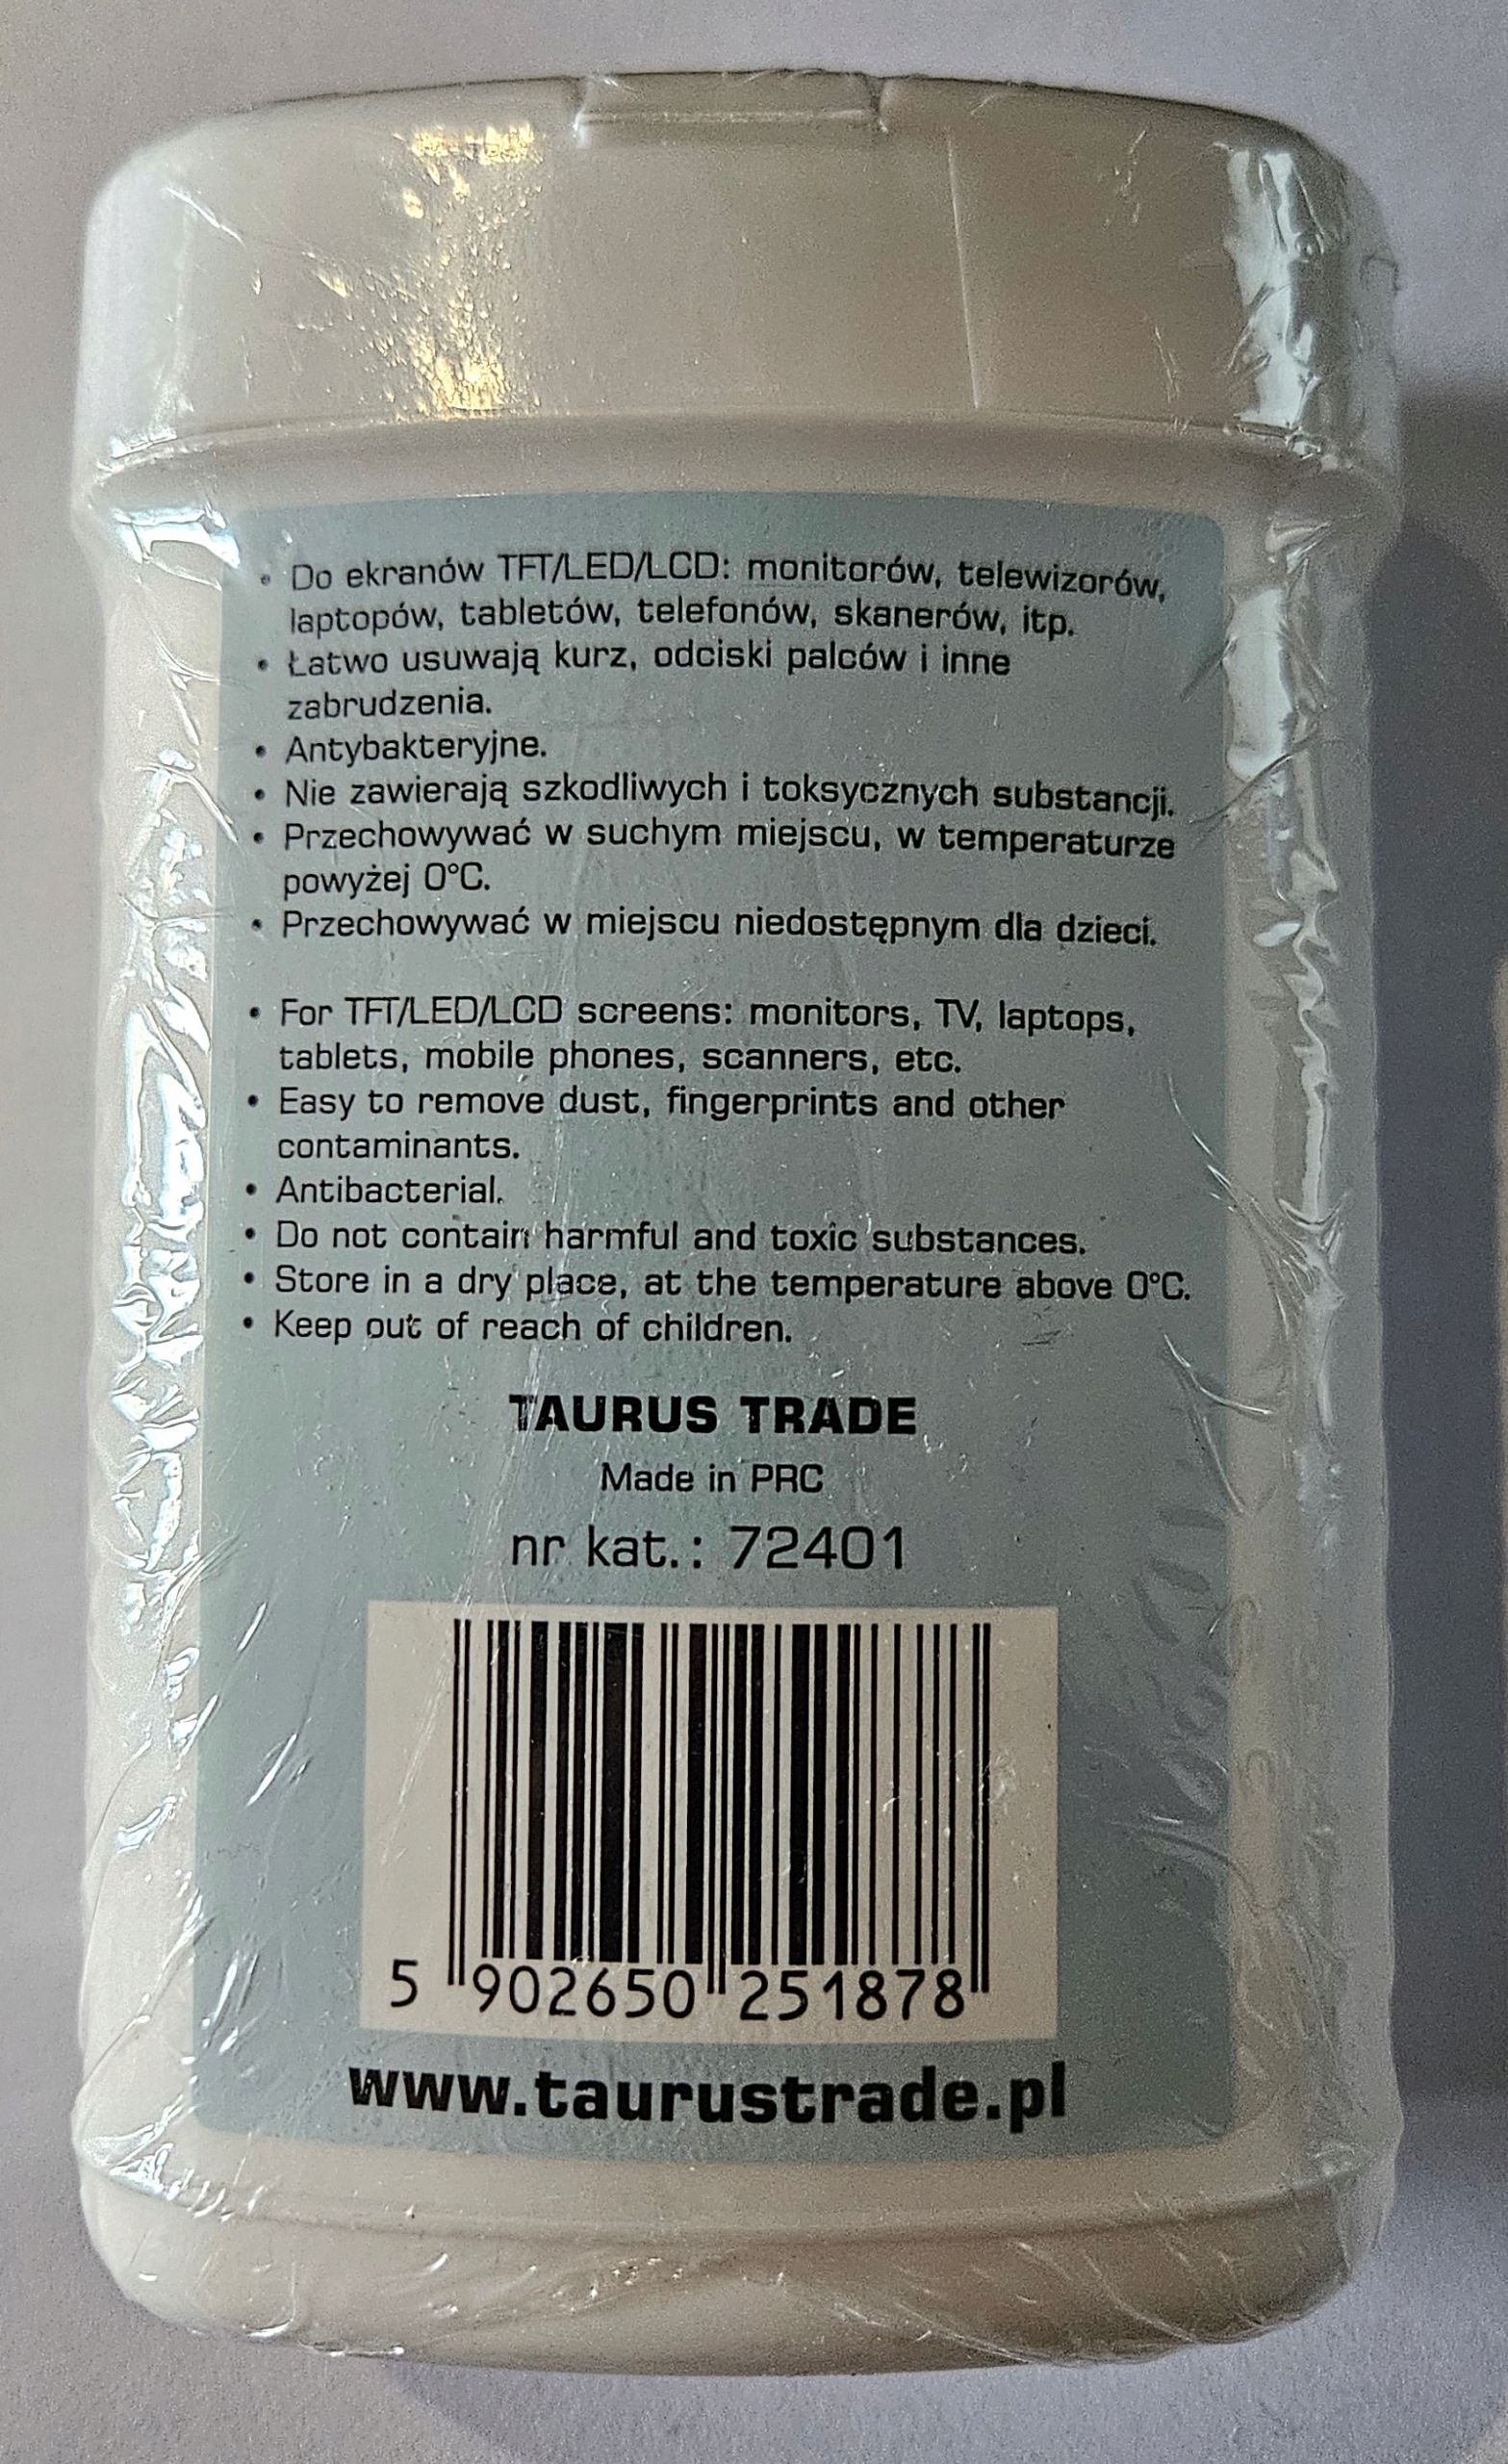 • Do ekranów TFT/LED/LCD: monitorów, telewizorów,
laptopów, tabletów, telefonów, skanerów, itp.
• Łatwo usuwają kurz, odciski palców i inne
zabrudzenia.
• Antybakteryjne.
• Nie zawierają szkodliwych i toksycznych substancji.
• Przechowywać w suchym miejscu, w temperaturze
powyżej 0°C.
• Przechowywać w miejscu niedostępnym dla dzieci.
• For TFT/LED/LCD screens: monitors, TV, laptops,
tablets, mobile phones, scanners, etc.
• Easy to remove dust, fingerprints and other
contaminants.
• Antibacterial.
• Do not contain harmful and toxic substances.
• Store in a dry place, at the temperature above 0°C.
• Keep out of reach of children.
TAURUS TRADE
Made in PRC
nr kat.: 72401
5 902650 251878
www.taurustrade.pl